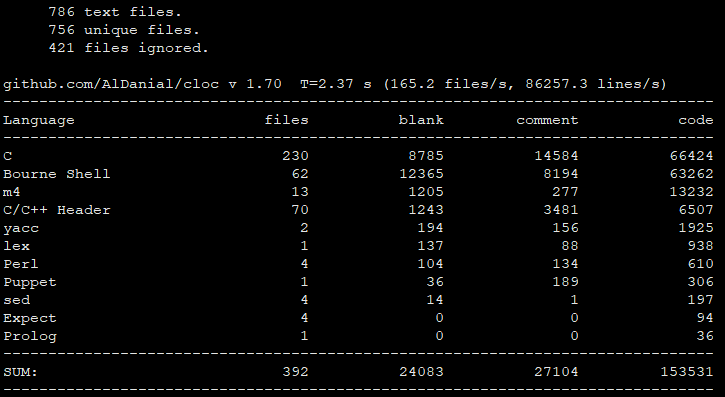 786 text files.
756 unique files.
421 files ignored.
github.com/AlDanial/cloc v 1.70  T=2.37 s (165.2 files/s, 86257.3 lines/s)
-------------------------------------------------------------------------------
Language                     files          blank        comment           code
-------------------------------------------------------------------------------
C                              230           8785          14584          66424
Bourne Shell                    62          12365           8194          63262
m4                              13           1205            277          13232
C/C++ Header                    70           1243           3481           6507
yacc                             2            194            156           1925
lex                              1            137             88            938
Perl                             4            104            134            610
Puppet                           1             36            189            306
sed                              4             14              1            197
Expect                           4              0              0             94
Prolog                           1              0              0             36
-------------------------------------------------------------------------------
SUM:                           392          24083          27104         153531
-------------------------------------------------------------------------------